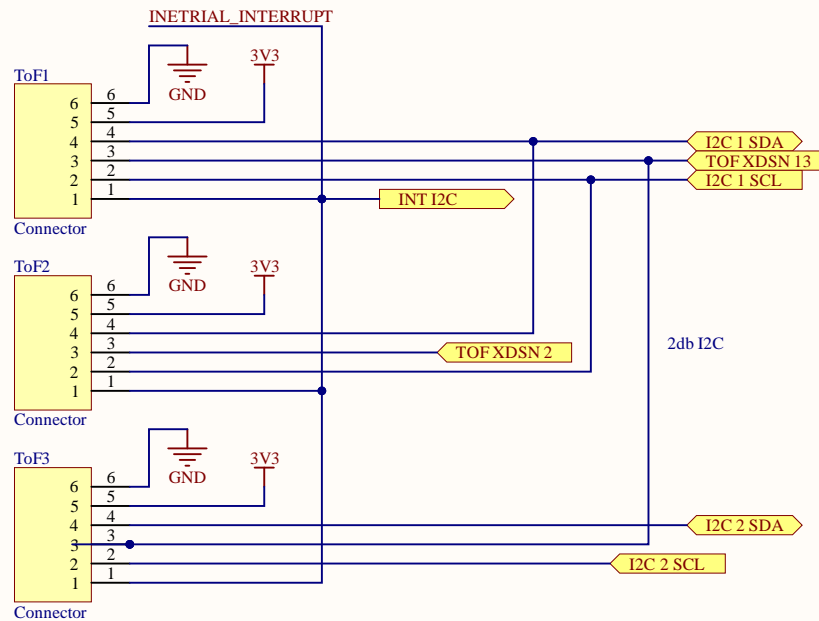 INETRIAL_INTERRUPT
3V3
GND
ToF1
6 6
5 5
4 4
3 3
2 2
1 1
Connector
I2C 1 SDA
TOF XDSN 13
I2C 1 SCL
INT I2C
3V3
GND
ToF2
6 6
5 5
4 4
3 3
2 2
1 1
Connector
TOF XDSN 2
2db I2C
3V3
GND
ToF3
6 6
5 5
4 4
3 3
2 2
1 1
Connector
I2C 2 SDA
I2C 2 SCL